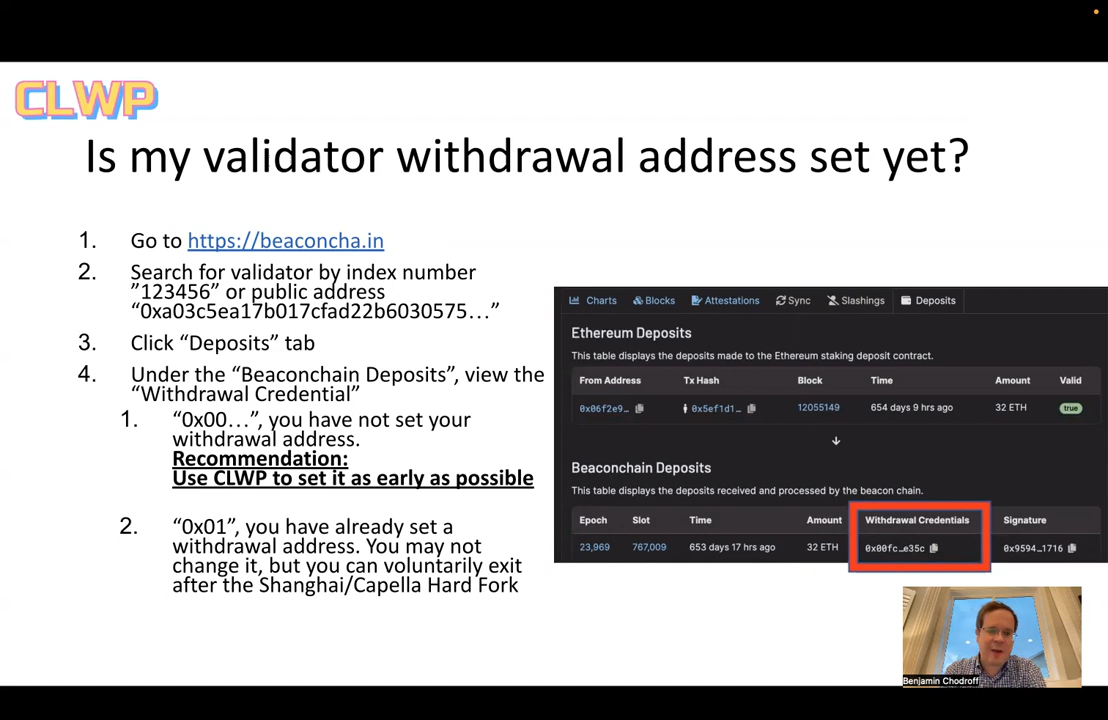 CLWP
Is my validator withdrawal address set yet?
1. Go to https://beaconcha.in
2. Search for validator by index number
”123456” or public address
“0xa03c5ea17b017cfad22b6030575…”
3. Click “Deposits” tab
4. Under the “Beaconchain Deposits”, view the
“Withdrawal Credential”
1. “0x00…”, you have not set your
withdrawal address.
Recommendation:
Use CLWP to set it as early as possible
2. “0x01”, you have already set a
withdrawal address. You may not
change it, but you can voluntarily exit
after the Shanghai/Capella Hard Fork
Charts Blocks Attestations Sync Slashings Deposits
Ethereum Deposits
This table displays the deposits made to the Ethereum staking deposit contract.
From Address Tx Hash Block Time Amount Valid
0x06f2e9… 0x5ef1d1… 12055149 654 days 9 hrs ago 32 ETH true
Beaconchain Deposits
This table displays the deposits received and processed by the beacon chain.
Epoch Slot Time Amount Withdrawal Credentials Signature
23,969 767,009 653 days 17 hrs ago 32 ETH 0x00fc…e35c 0x9594…1716
Benjamin Chodroff